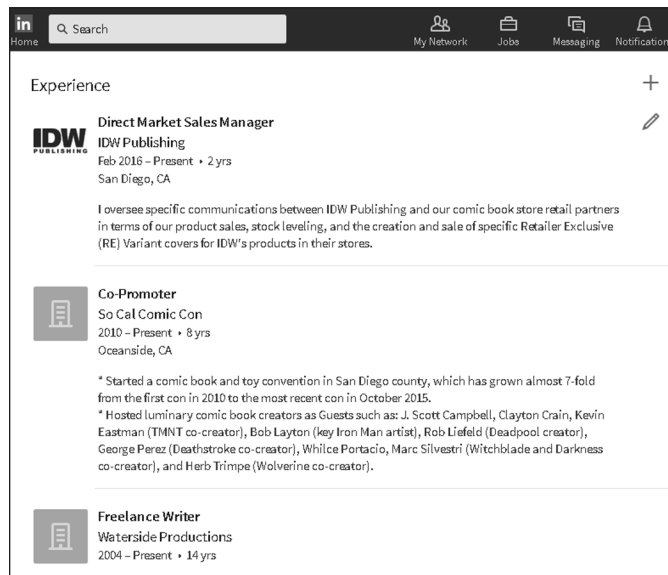 in
Search
Home
My Network
Jobs
Messaging
Notification
Experience
IDW
PUBLISHING
Direct Market Sales Manager
IDW Publishing
Feb 2016 – Present • 2 yrs
San Diego, CA
I oversee specific communications between IDW Publishing and our comic book store retail partners
in terms of our product sales, stock leveling, and the creation and sale of specific Retailer Exclusive
(RE) Variant covers for IDW's products in their stores.
Co-Promoter
So Cal Comic Con
2010 – Present • 8 yrs
Oceanside, CA
* Started a comic book and toy convention in San Diego county, which has grown almost 7-fold
from the first con in 2010 to the most recent con in October 2015.
* Hosted luminary comic book creators as Guests such as: J. Scott Campbell, Clayton Crain, Kevin
Eastman (TMNT co-creator), Bob Layton (key Iron Man artist), Rob Liefeld (Deadpool creator),
George Perez (Deathstroke co-creator), Whilce Portacio, Marc Silvestri (Witchblade and Darkness
co-creator), and Herb Trimpe (Wolverine co-creator).
Freelance Writer
Waterside Productions
2004 – Present • 14 yrs